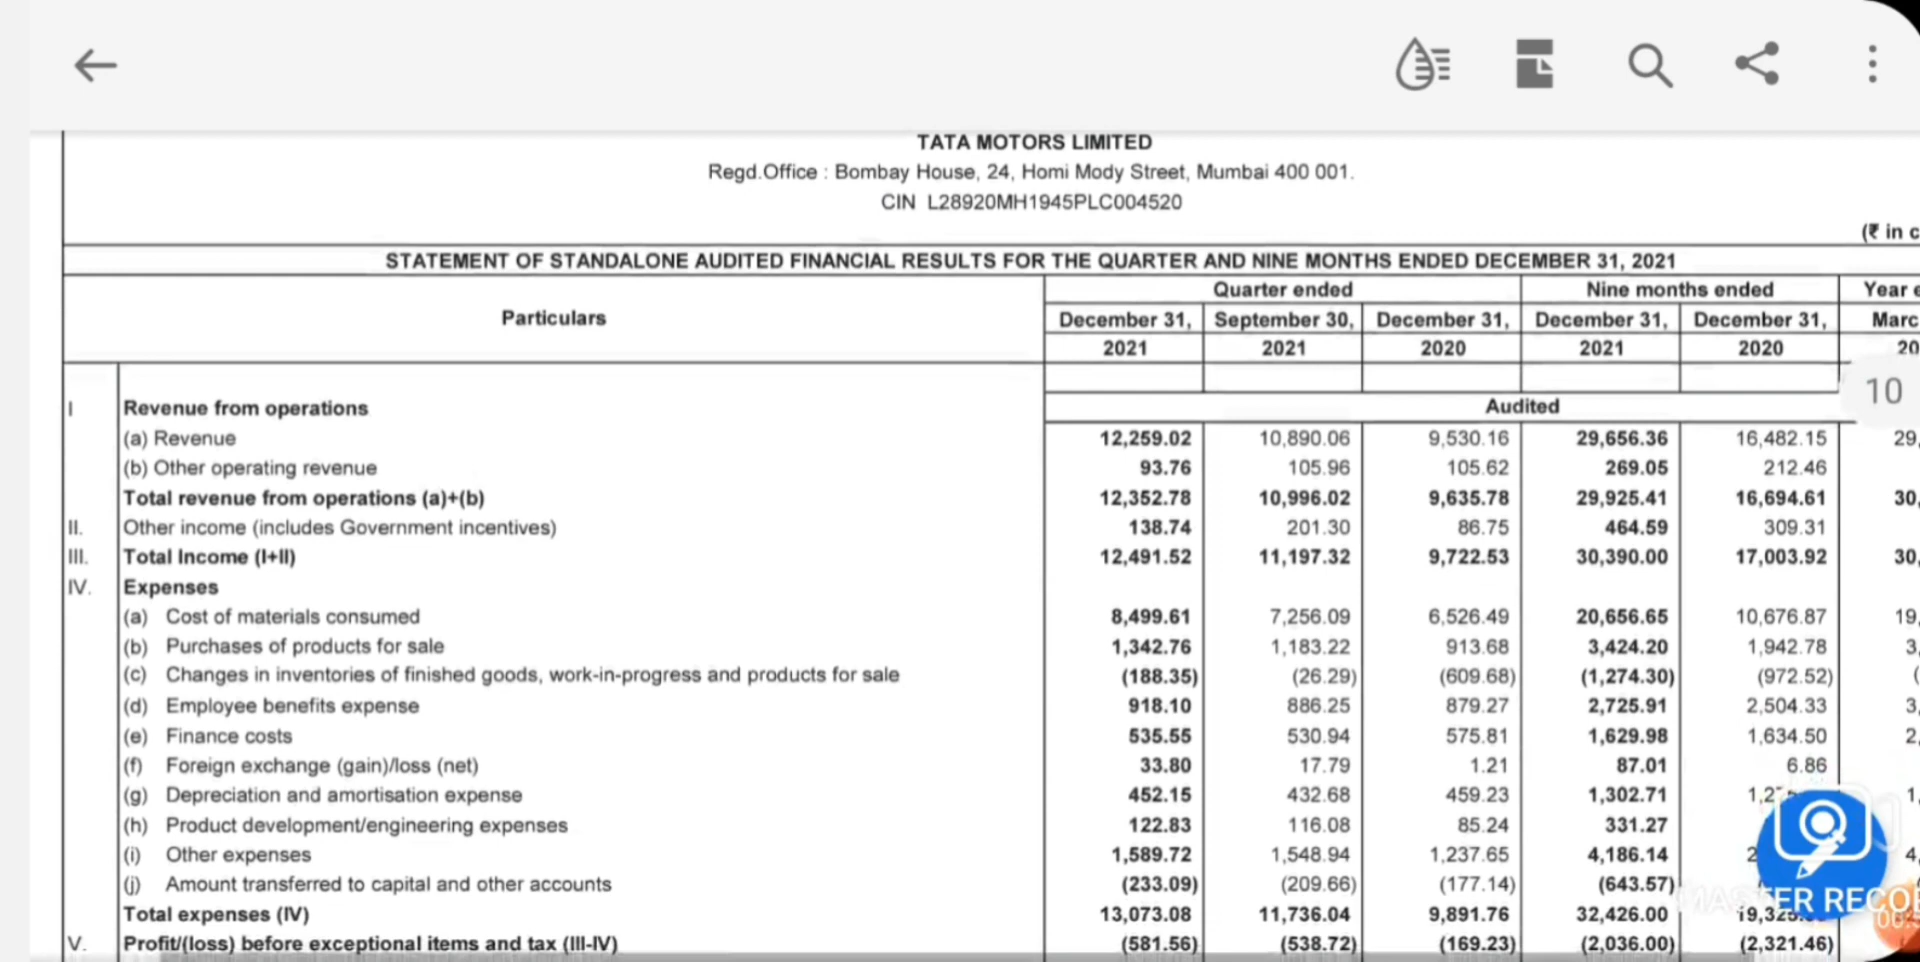 TATA MOTORS LIMITED
Regd.Office : Bombay House, 24, Homi Mody Street, Mumbai 400 001.
CIN L28920MH1945PLC004520
(₹ in c
STATEMENT OF STANDALONE AUDITED FINANCIAL RESULTS FOR THE QUARTER AND NINE MONTHS ENDED DECEMBER 31, 2021
Particulars Quarter ended Nine months ended Year e
December 31, September 30, December 31, December 31, December 31, Marc
2021 2021 2020 2021 2020 20
10
Audited
I Revenue from operations
(a) Revenue 12,259.02 10,890.06 9,530.16 29,656.36 16,482.15 29,
(b) Other operating revenue 93.76 105.96 105.62 269.05 212.46
Total revenue from operations (a)+(b) 12,352.78 10,996.02 9,635.78 29,925.41 16,694.61 30,
II. Other income (includes Government incentives) 138.74 201.30 86.75 464.59 309.31
III. Total Income (I+II) 12,491.52 11,197.32 9,722.53 30,390.00 17,003.92 30,
IV. Expenses
(a) Cost of materials consumed 8,499.61 7,256.09 6,526.49 20,656.65 10,676.87 19,
(b) Purchases of products for sale 1,342.76 1,183.22 913.68 3,424.20 1,942.78 3,
(c) Changes in inventories of finished goods, work-in-progress and products for sale (188.35) (26.29) (609.68) (1,274.30) (972.52) (
(d) Employee benefits expense 918.10 886.25 879.27 2,725.91 2,504.33 3,
(e) Finance costs 535.55 530.94 575.81 1,629.98 1,634.50 2,
(f) Foreign exchange (gain)/loss (net) 33.80 17.79 1.21 87.01 6.86
(g) Depreciation and amortisation expense 452.15 432.68 459.23 1,302.71 1,
(h) Product development/engineering expenses 122.83 116.08 85.24 331.27
(i) Other expenses 1,589.72 1,548.94 1,237.65 4,186.14 2 4,
(j) Amount transferred to capital and other accounts (233.09) (209.66) (177.14) (643.57)
MASTER RECO
Total expenses (IV) 13,073.08 11,736.04 9,891.76 32,426.00
V. Profit/(loss) before exceptional items and tax (III-IV) (581.56) (538.72) (169.23) (2,036.00) (2,321.46)